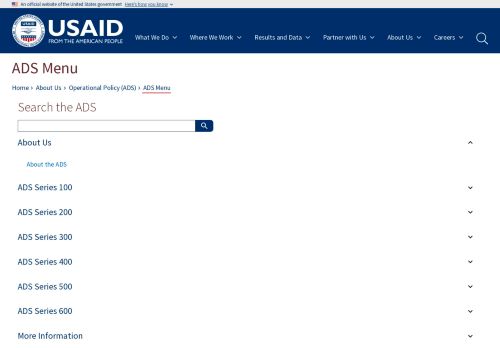 An official website of the United States government Here's how you know
USAID
FROM THE AMERICAN PEOPLE
What We Do
Where We Work
Results and Data
Partner with Us
About Us
Careers
ADS Menu
Home › About Us › Operational Policy (ADS) › ADS Menu
Search the ADS
About Us
About the ADS
ADS Series 100
ADS Series 200
ADS Series 300
ADS Series 400
ADS Series 500
ADS Series 600
More Information